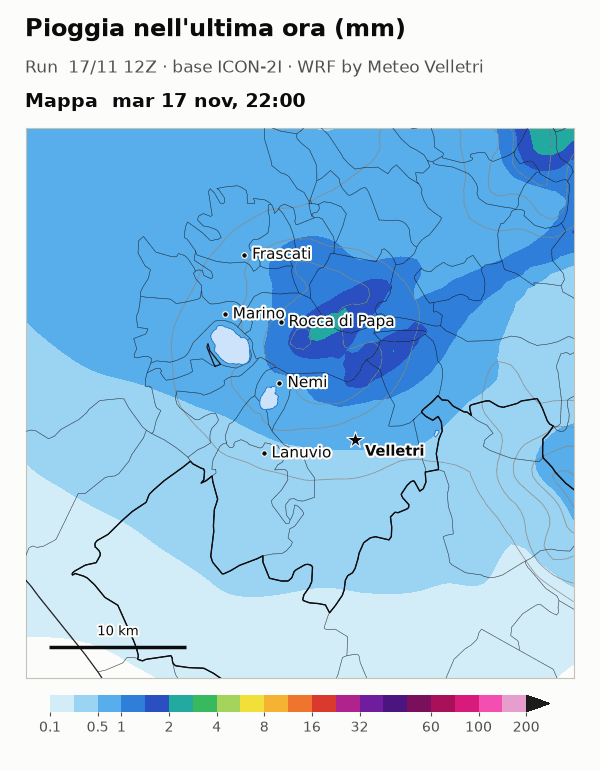 Pioggia nell'ultima ora (mm)
Run  17/11 12Z · base ICON-2I · WRF by Meteo Velletri
Mappa  mar 17 nov, 22:00
Frascati
Marino
Rocca di Papa
Nemi
Velletri
Lanuvio
10 km
0.1 0.5 1 2 4 8 16 32 60 100 200